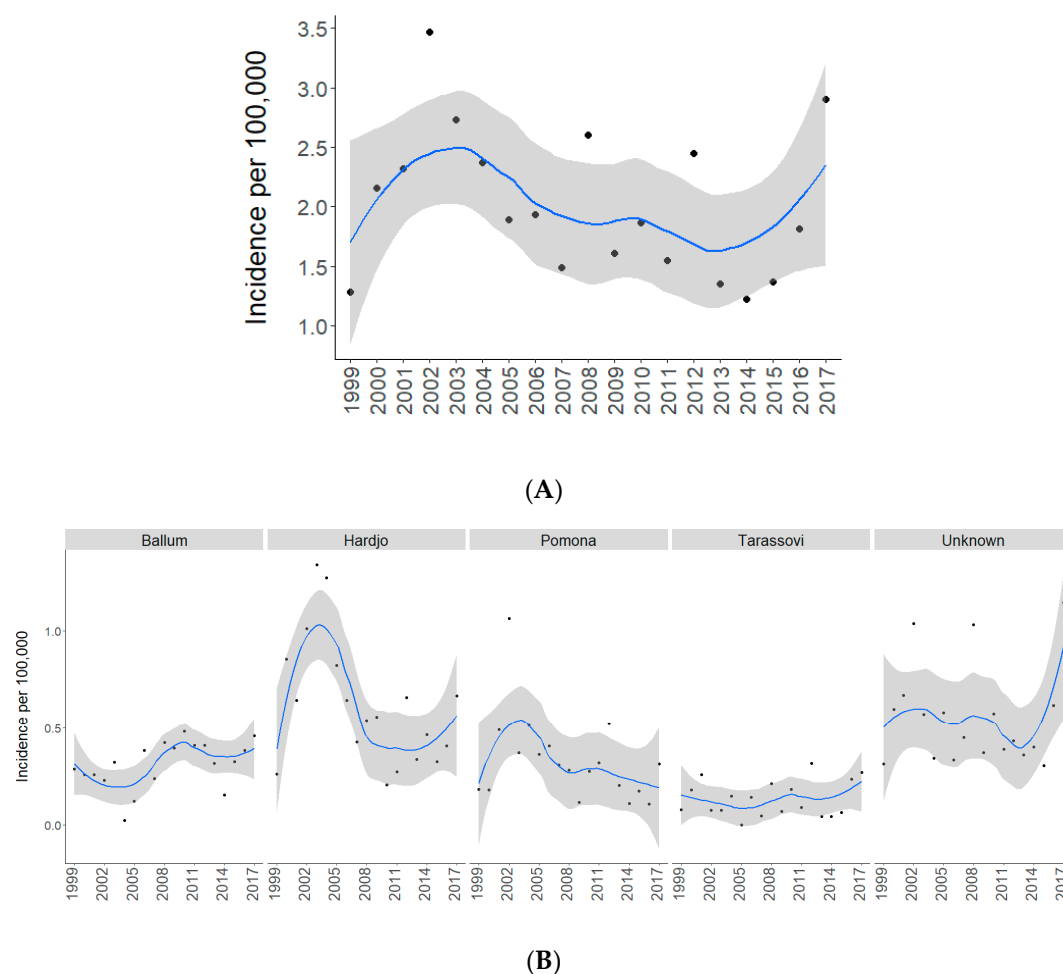 Incidence per 100,000
3.5
3.0
2.5
2.0
1.5
1.0
1999 2000 2001 2002 2003 2004 2005 2006 2007 2008 2009 2010 2011 2012 2013 2014 2015 2016 2017
(A)
Ballum Hardjo Pomona Tarassovi Unknown
Incidence per 100,000
1.0
0.5
0.0
1999 2002 2005 2008 2011 2014 2017 1999 2002 2005 2008 2011 2014 2017 1999 2002 2005 2008 2011 2014 2017 1999 2002 2005 2008 2011 2014 2017 1999 2002 2005 2008 2011 2014 2017
(B)